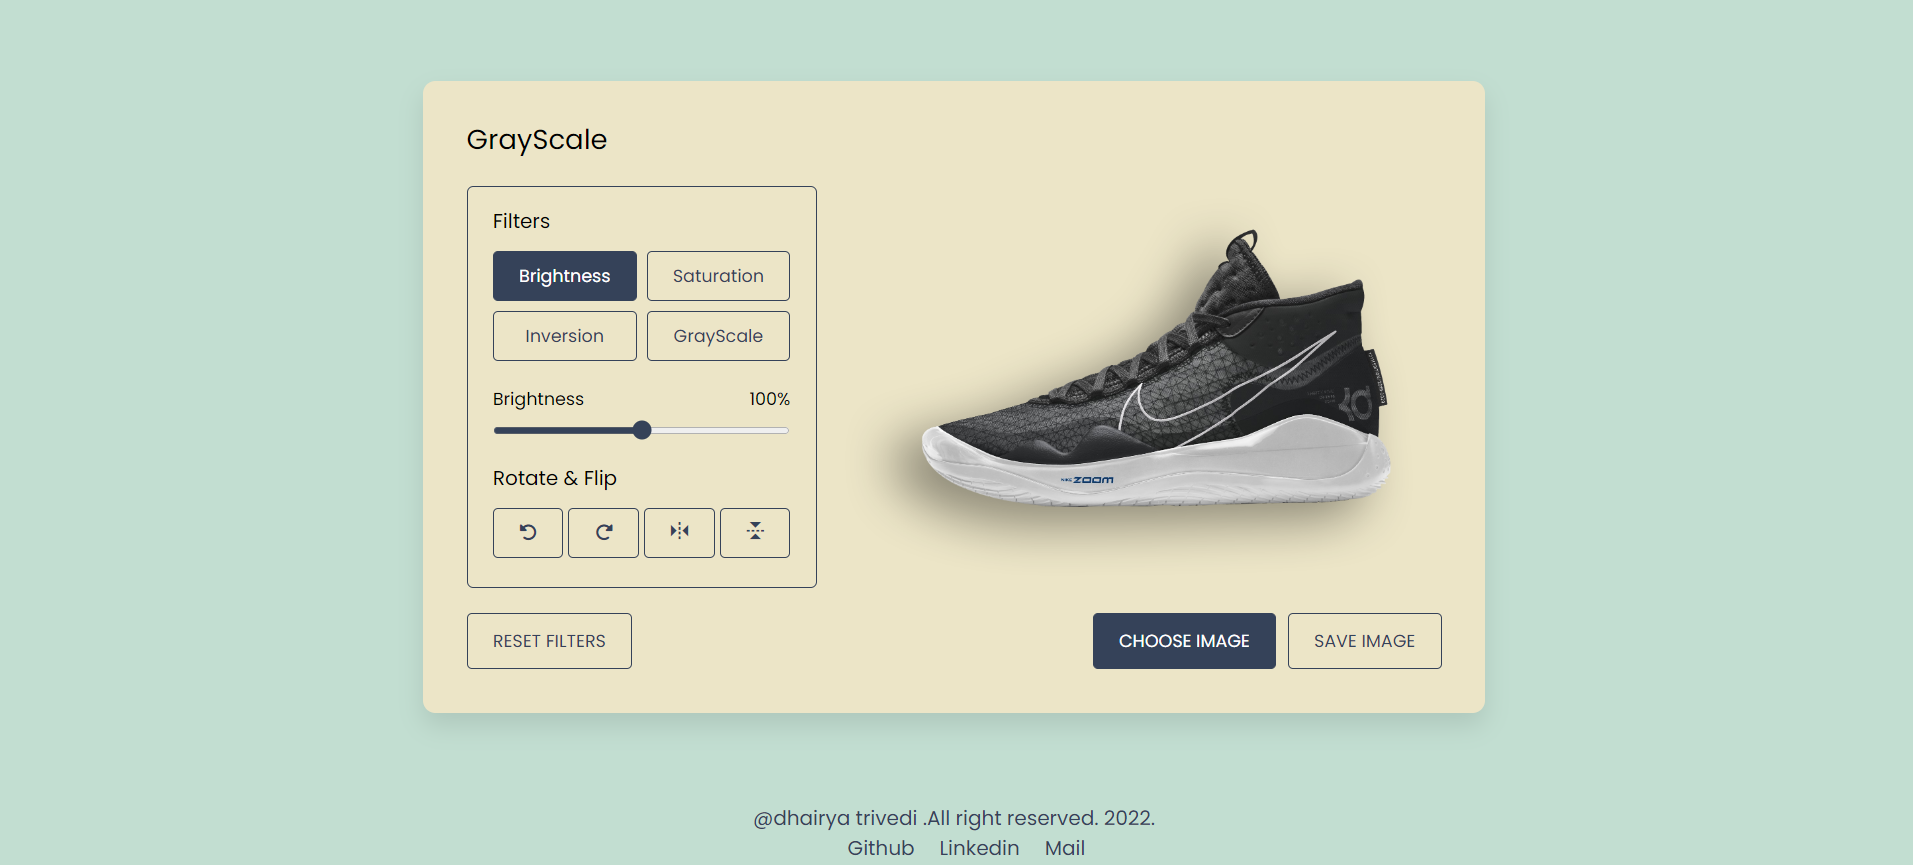 GrayScale
Filters
Brightness Saturation
Inversion GrayScale
Brightness 100%
Rotate & Flip
ZOOM
RESET FILTERS CHOOSE IMAGE SAVE IMAGE
@dhairya trivedi .All right reserved. 2022.
Github Linkedin Mail